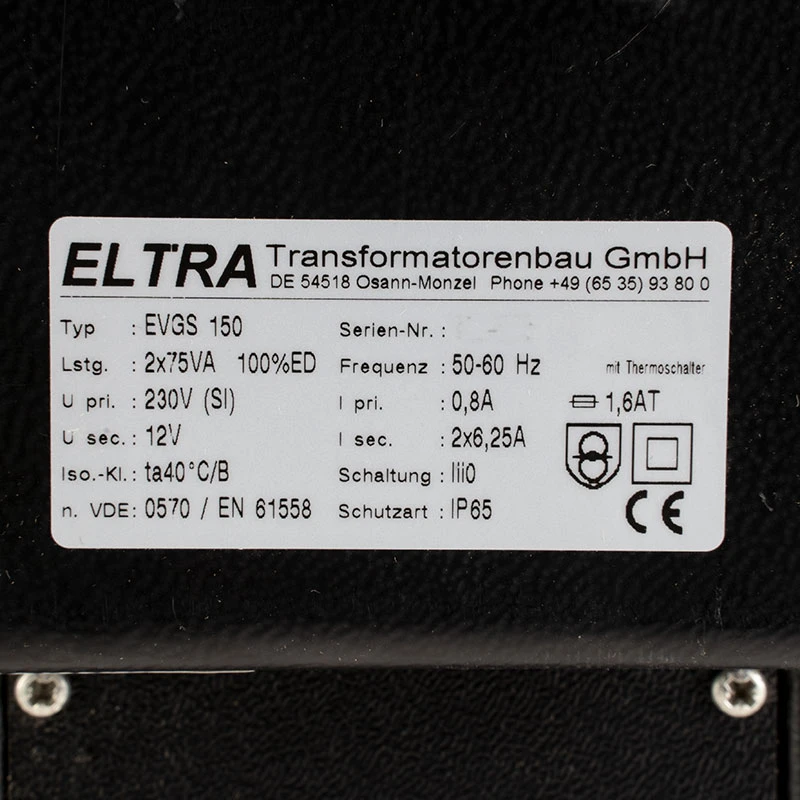 ELTRA Transformatorenbau GmbH
DE 54518 Osann-Monzel Phone +49 (65 35) 93 80 0
Typ : EVGS 150 Serien-Nr. :
Lstg. : 2x75VA 100%ED Frequenz : 50-60 Hz mit Thermoschalter
U pri. : 230V (SI) I pri. : 0,8A 1,6AT
U sec. : 12V I sec. : 2x6,25A
Iso.-Kl. : ta40°C/B Schaltung : Iii0
n. VDE: 0570 / EN 61558 Schutzart : IP65
CE